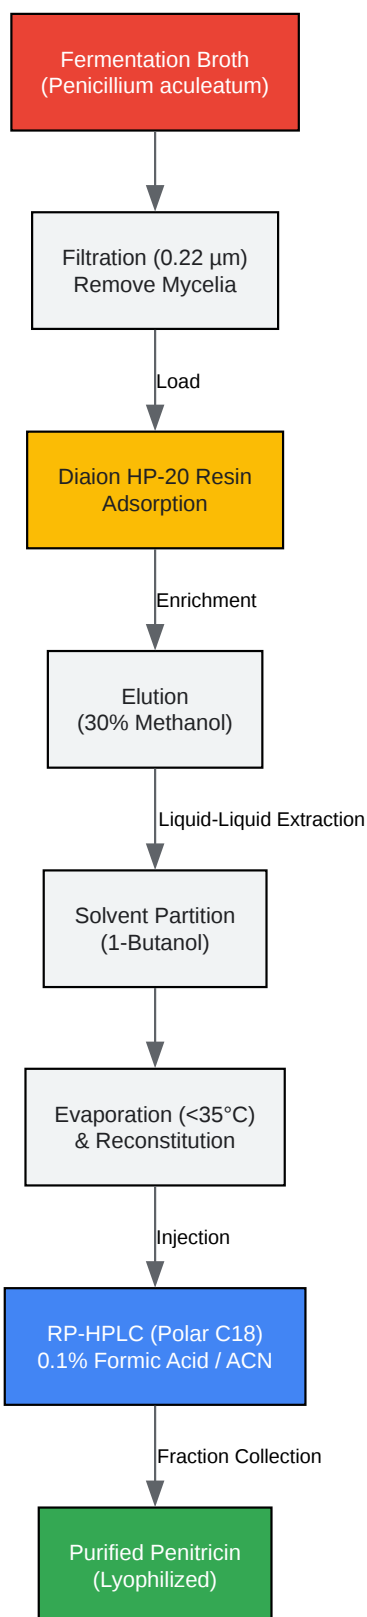 Fermentation Broth
(Penicillium aculeatum)
Filtration (0.22 µm)
Remove Mycelia
Load
Diaion HP-20 Resin
Adsorption
Enrichment
Elution
(30% Methanol)
Liquid-Liquid Extraction
Solvent Partition
(1-Butanol)
Evaporation (<35°C)
& Reconstitution
Injection
RP-HPLC (Polar C18)
0.1% Formic Acid / ACN
Fraction Collection
Purified Penitricin
(Lyophilized)